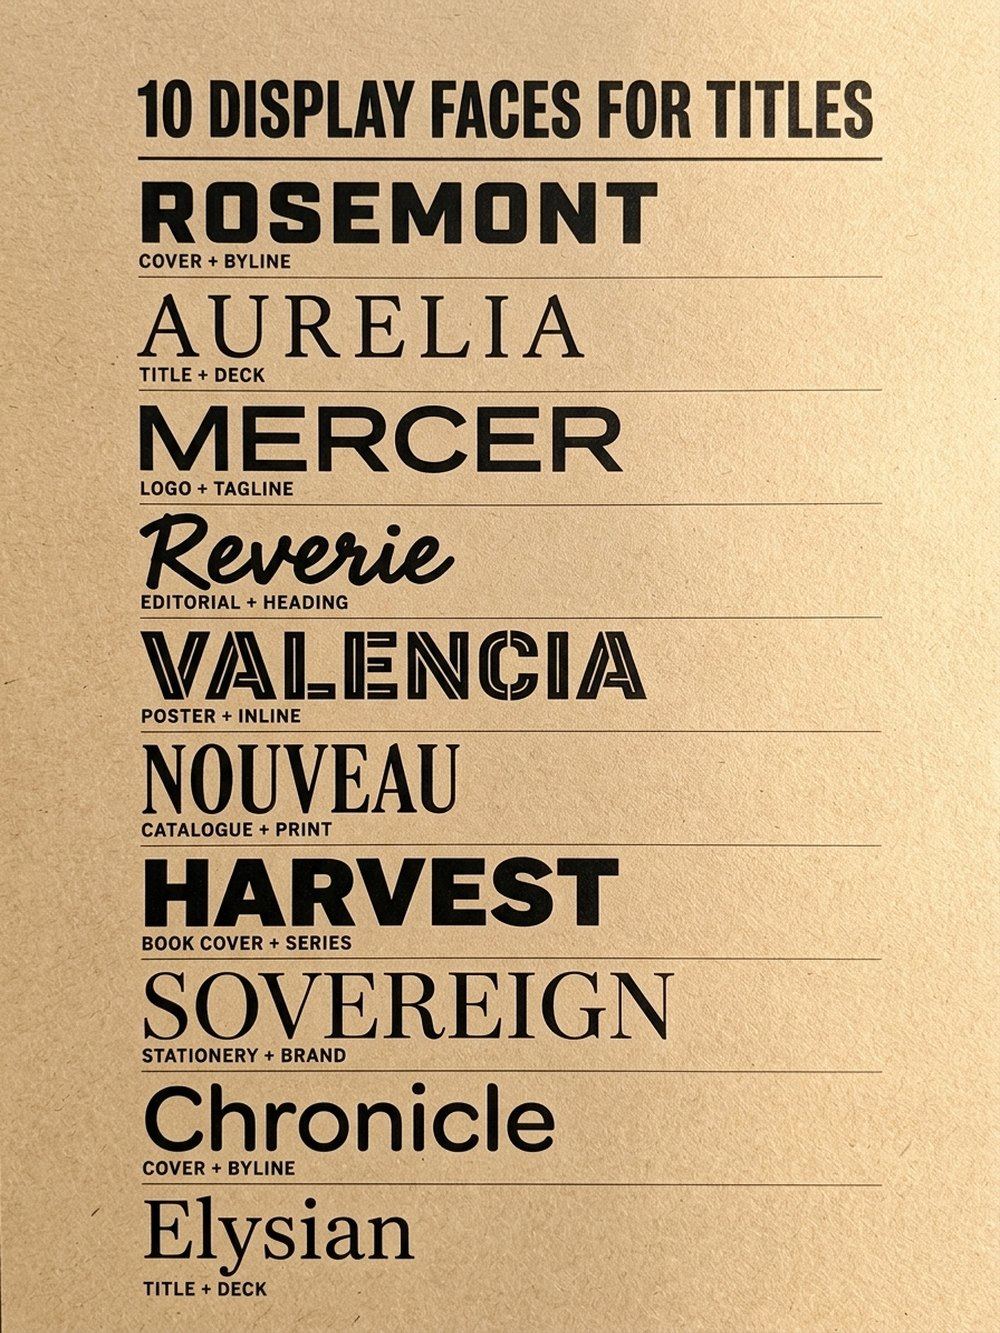 10 DISPLAY FACES FOR TITLES
ROSEMONT
COVER + BYLINE
AURELIA
TITLE + DECK
MERCER
LOGO + TAGLINE
Reverie
EDITORIAL + HEADING
VALENCIA
POSTER + INLINE
NOUVEAU
CATALOGUE + PRINT
HARVEST
BOOK COVER + SERIES
SOVEREIGN
STATIONERY + BRAND
Chronicle
COVER + BYLINE
Elysian
TITLE + DECK